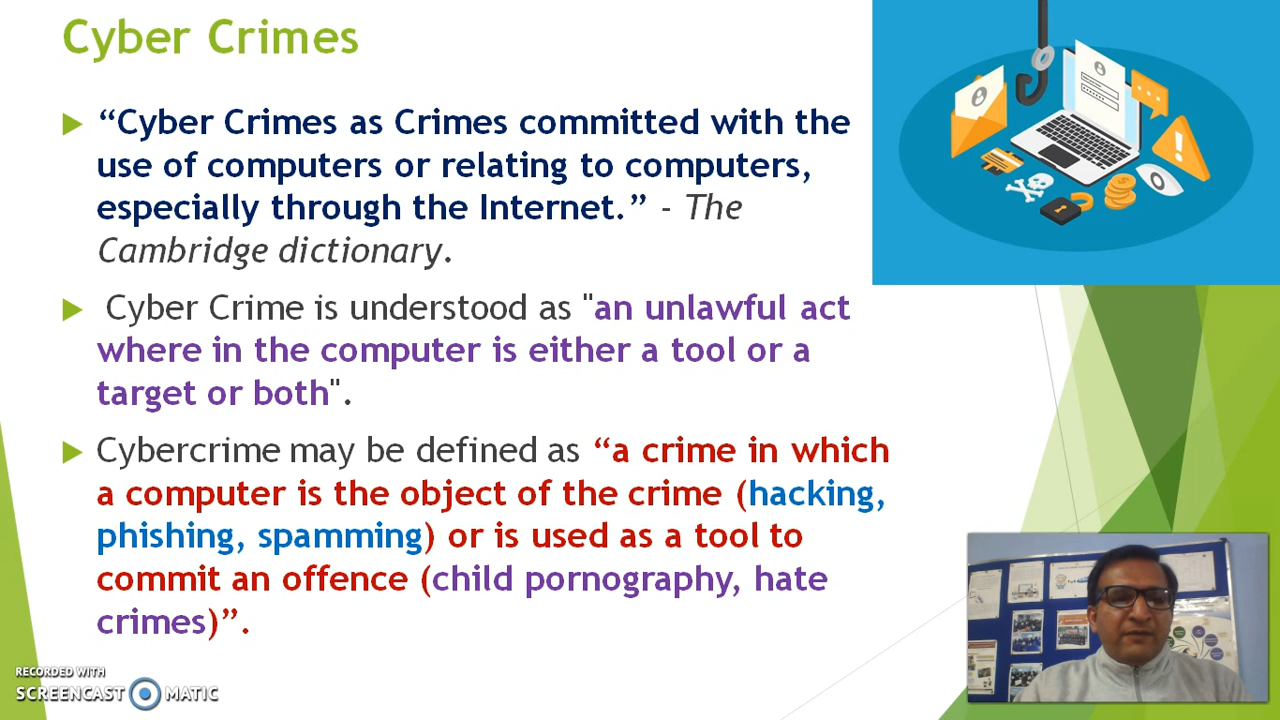 Cyber Crimes
“Cyber Crimes as Crimes committed with the
use of computers or relating to computers,
especially through the Internet.” - The
Cambridge dictionary.
Cyber Crime is understood as "an unlawful act
where in the computer is either a tool or a
target or both".
Cybercrime may be defined as “a crime in which
a computer is the object of the crime (hacking,
phishing, spamming) or is used as a tool to
commit an offence (child pornography, hate
crimes)”.
RECORDED WITH
SCREENCAST MATIC